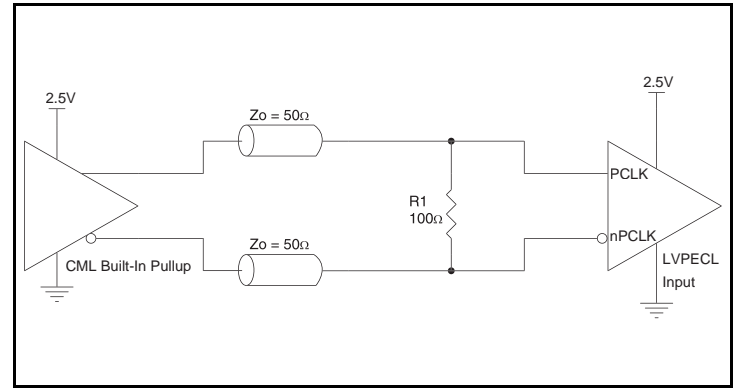 2.5V
2.5V
Zo = 50Ω
PCLK
R1
100Ω
Zo = 50Ω
nPCLK
CML Built-In Pullup
LVPECL
Input